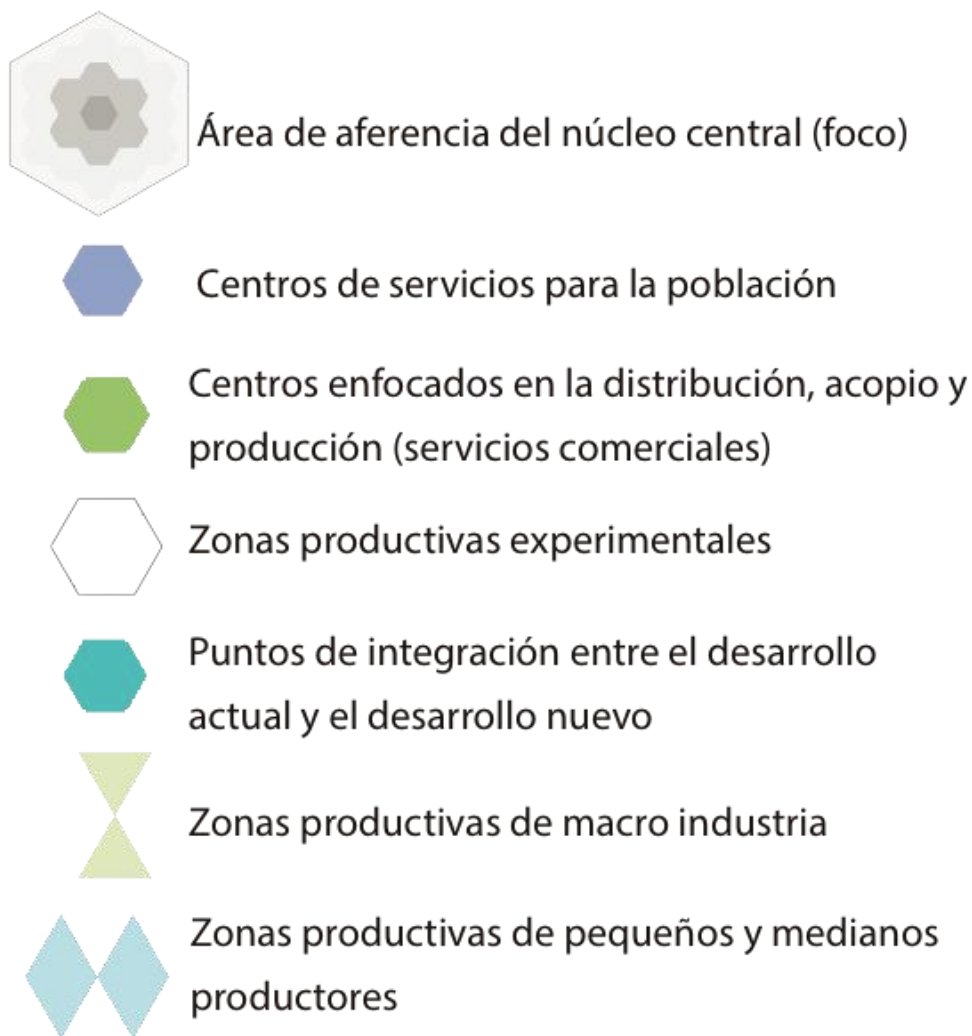 Área de aferencia del núcleo central (foco)
Centros de servicios para la población
Centros enfocados en la distribución, acopio y
producción (servicios comerciales)
Zonas productivas experimentales
Puntos de integración entre el desarrollo
actual y el desarrollo nuevo
Zonas productivas de macro industria
Zonas productivas de pequeños y medianos
productores